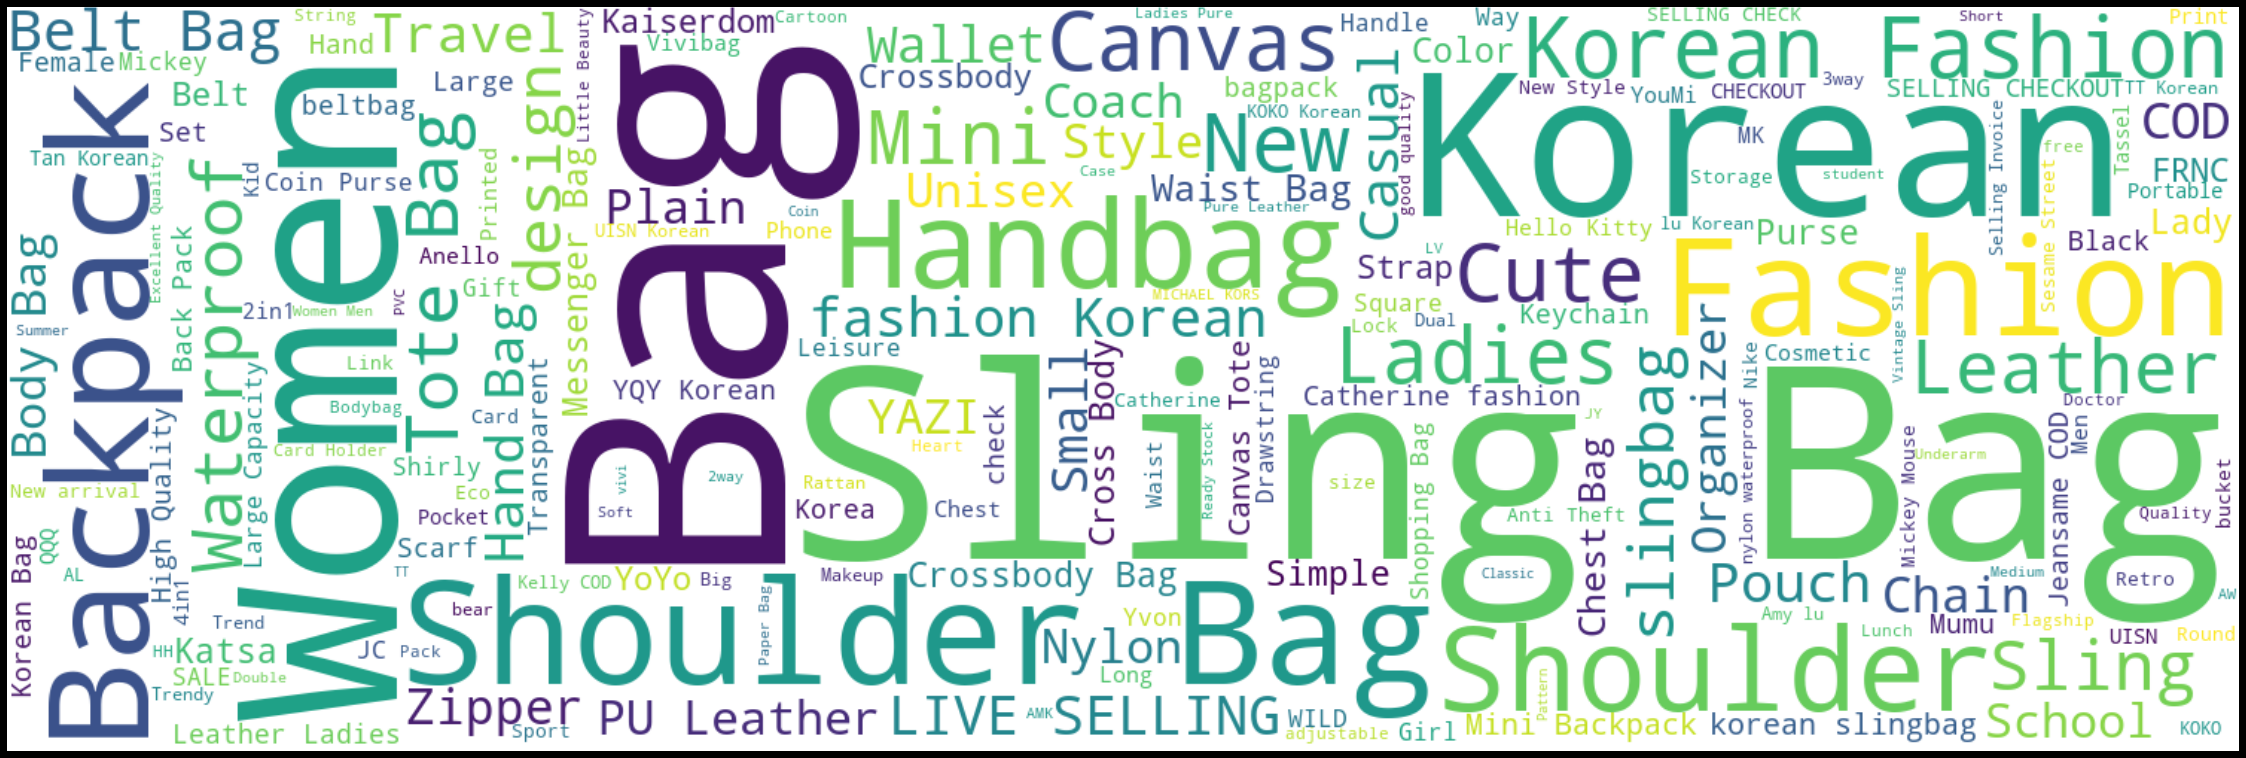 Belt Bag
String
Travel
Hand
Female
Mickey
Belt
beltbag
Large
Set
Tan Korean
Backpack
Women
Waterproof
Excellent Quality
Kid
Coin Purse
Tote Bag
Printed
design
Messenger Bag
Little Beauty
Kaiserdom
Cartoon
Vivibag
Bag
Plain
UISN Korean
Phone
Coin
Case
Wallet
Canvas
Ladies Pure
Handle
Way
Color
Crossbody
Coach
bagpack
KOKO Korean
Mini
Style
New
Unisex
Waist Bag
Pure Leather
Casual
good quality
SELLING CHECK
Short
Print
Korean Fashion
New Style
YouMi
CHECKOUT
3way
SELLING CHECKOUT
TT Korean
Korean
MK
Storage
student
free
Selling Invoice
Sesame Street
Tassel
COD
FRNC
Portable
Lady
Black
Hello Kitty
lu Korean
Purse
Handbag
MICHAEL KORS
LV
Strap
Cute
Fashion
Square
Lock
Dual
Keychain
Vintage Sling
Body Bag
Summer
Back Pack
Anello
Gift
2in1
Women Men
PVC
Link
Bodybag
Large Capacity
Card Holder
Card
Hand Bag
Transparent
Shirly
Eco
Pocket
Scarf
TT
YQY Korean
Leisure
fashion Korean
Sling Bag
YAZI
Heart
Rattan
Korea
Chest
check
Small
Cross Body
Catherine
Waist
Ready Stock
Canvas Tote
Drawstring
Catherine fashion
JY
size
Ladies
Shopping Bag
Anti Theft
Chest Bag
slingbag
Organizer
nylon waterproof
Nike
Cosmetic
Leather
Doctor
Men
Jeansame COD
Underarm
Mickey Mouse
Quality
bucket
Retro
AW
Medium
Classic
vivi
2way
Soft
New arrival
QQQ
AL
High Quality
4in1
Korean Bag
HH
Katsa
Trend
JC
Pack
SALE
Double
Trendy
Leather Ladies
Shoulder Bag
bear
Kelly COD
YoYo
Big
Makeup
Paper Bag
Crossbody Bag
Simple
Yvon
Nylon
Long
Zipper
Sport
PU Leather
LIVE SELLING
AMK
WILD
adjustable
Girl
Pouch
Chain
Amy lu
Lunch
Mumu
Flagship
UISN
Round
Shoulder
Sling
Pattern
Mini Backpack
korean slingbag
School
KOKO